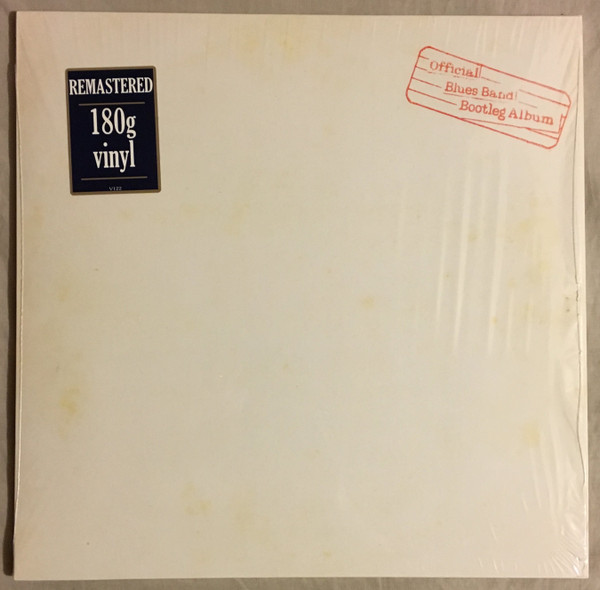 REMASTERED
180g
vinyl
Official
Blues Band
Bootleg Album